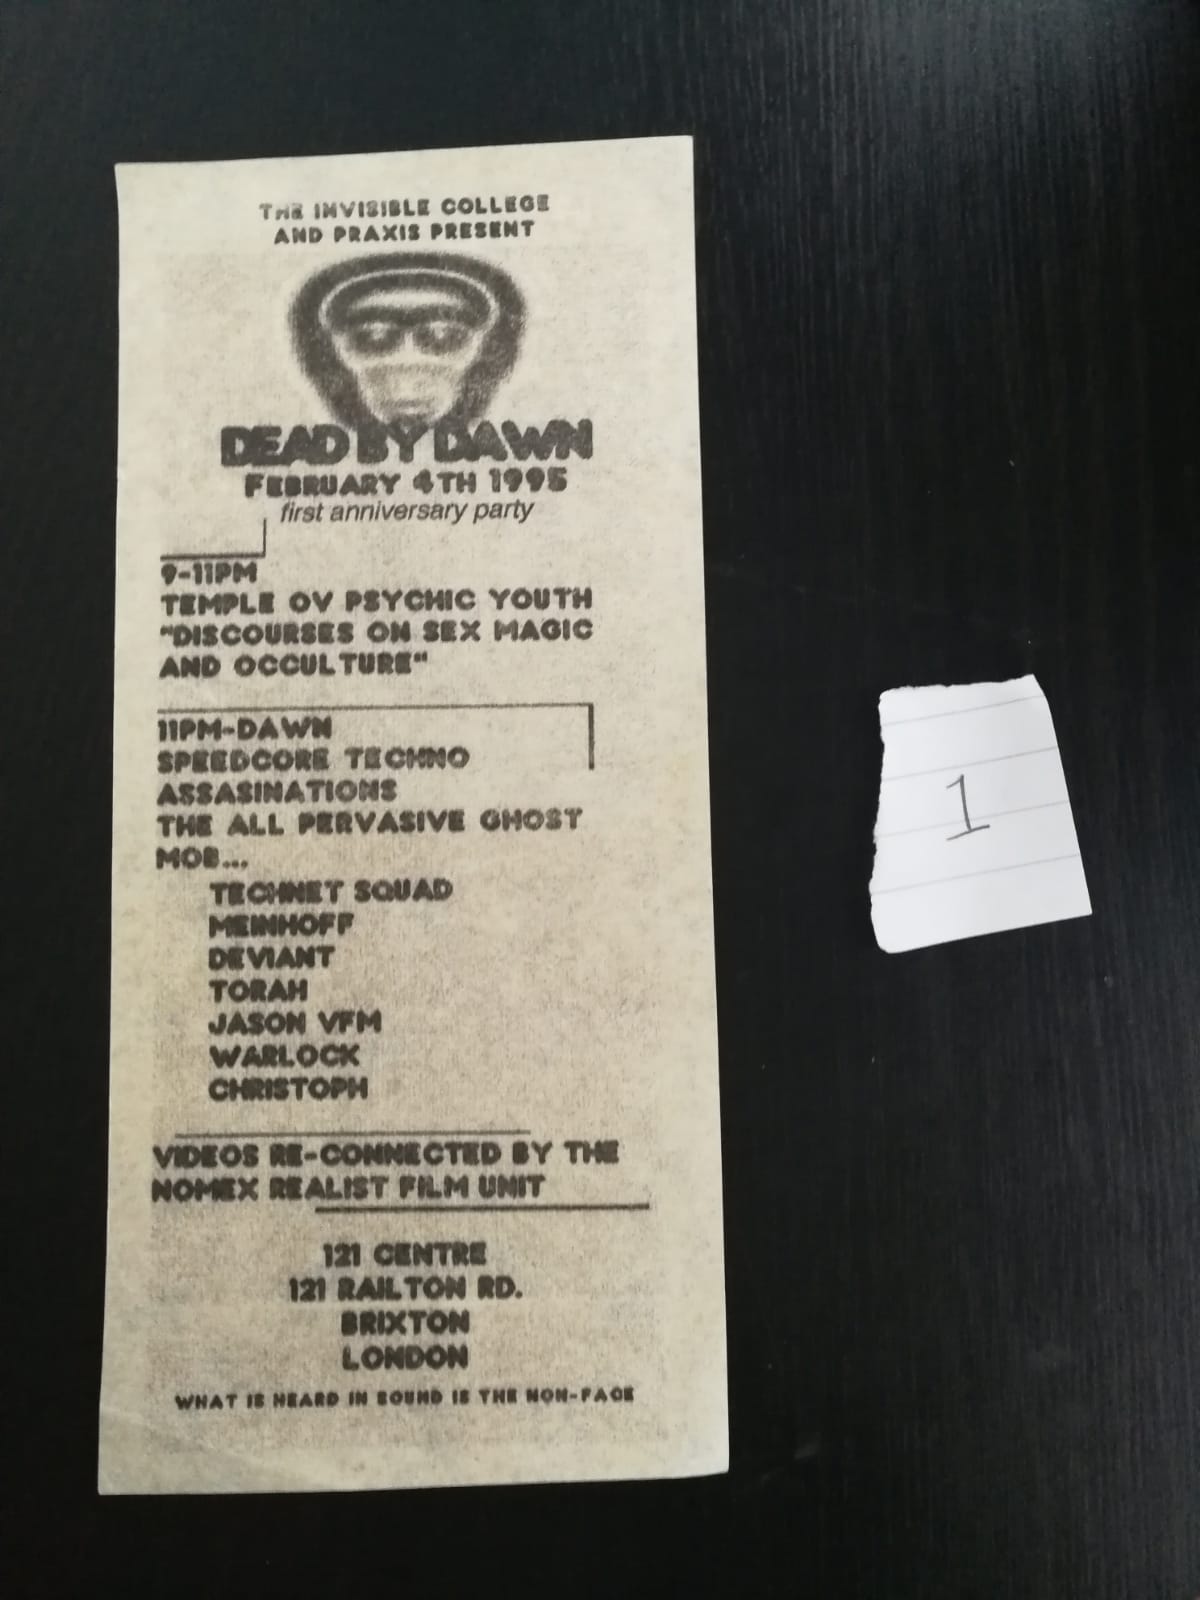 THE INVISIBLE COLLEGE
AND PRAXIS PRESENT
DEAD BY DAWN
FEBRUARY 4TH 1995
first anniversary party
9-11PM
TEMPLE OV PSYCHIC YOUTH
"DISCOURSES ON SEX MAGIC
AND OCCULTURE"
11PM-DAWN
SPEEDCORE TECHNO
ASSASINATIONS
THE ALL PERVASIVE GHOST
MOB...
TECHNET SQUAD
MEINHOFF
DEVIANT
TORAH
JASON VFM
WARLOCK
CHRISTOPH
VIDEOS RE-CONNECTED BY THE
NOMEX REALIST FILM UNIT
121 CENTRE
121 RAILTON RD.
BRIXTON
LONDON
WHAT IS HEARD IN SOUND IS THE NON-FACE
1